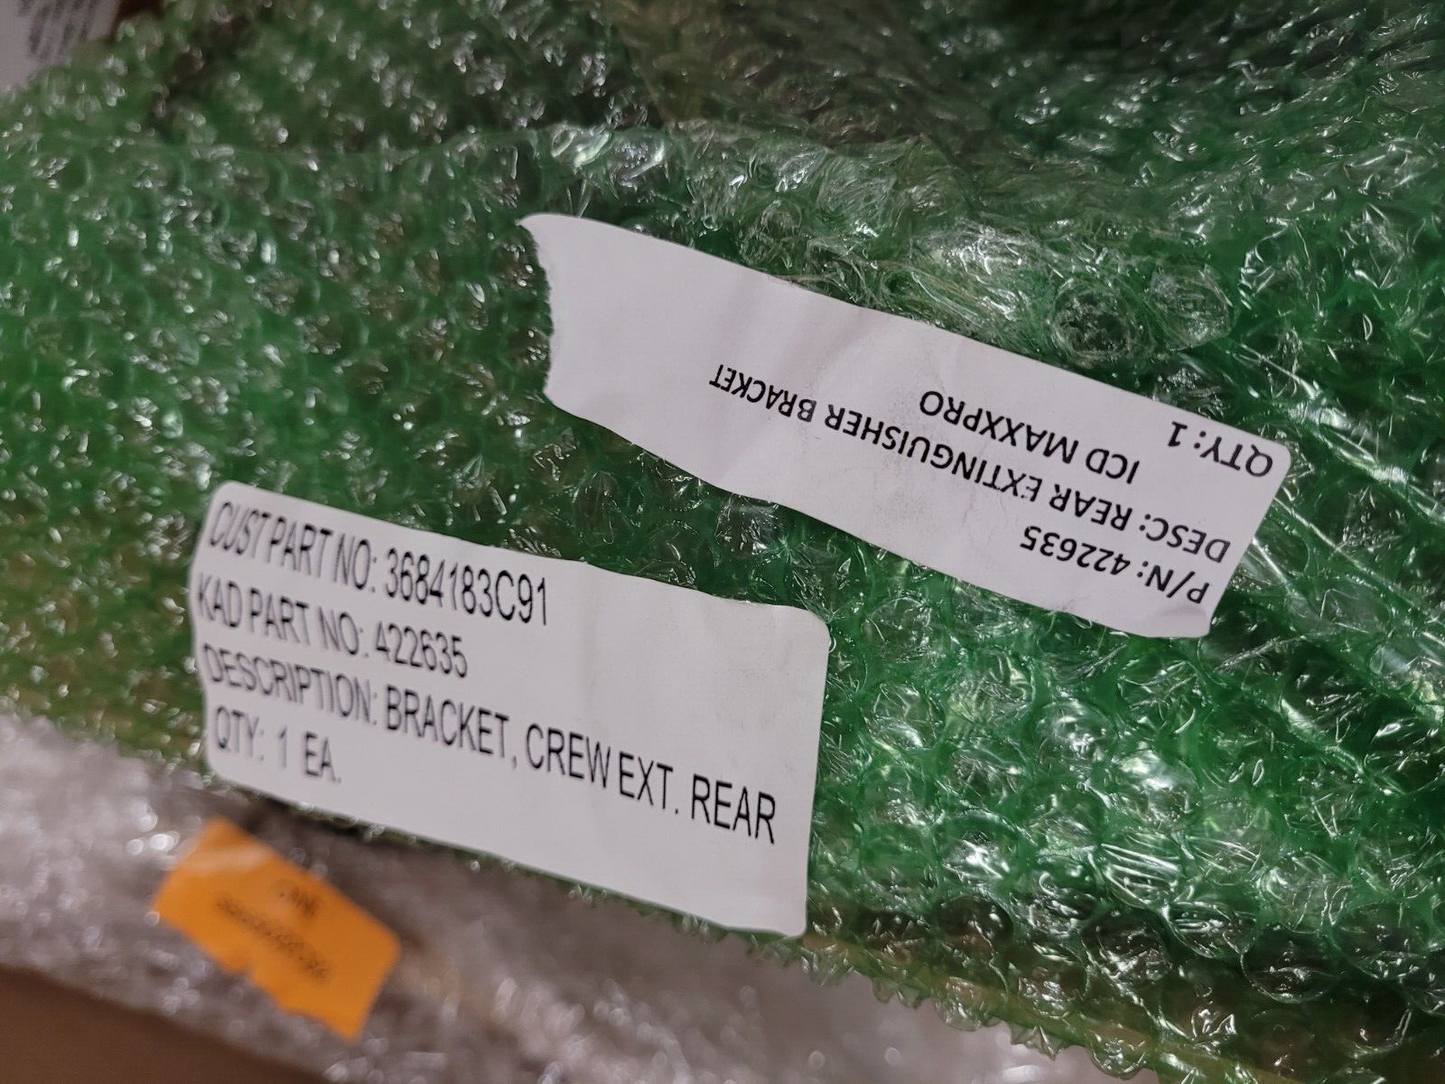 CUST PART NO: 3684183C91
KAD PART NO: 422635
DESCRIPTION: BRACKET, CREW EXT. REAR
QTY: 1 EA.
P/N: 422635
DESC: REAR EXTINGUISHER BRACKET
ICD MAXXPRO
QTY: 1